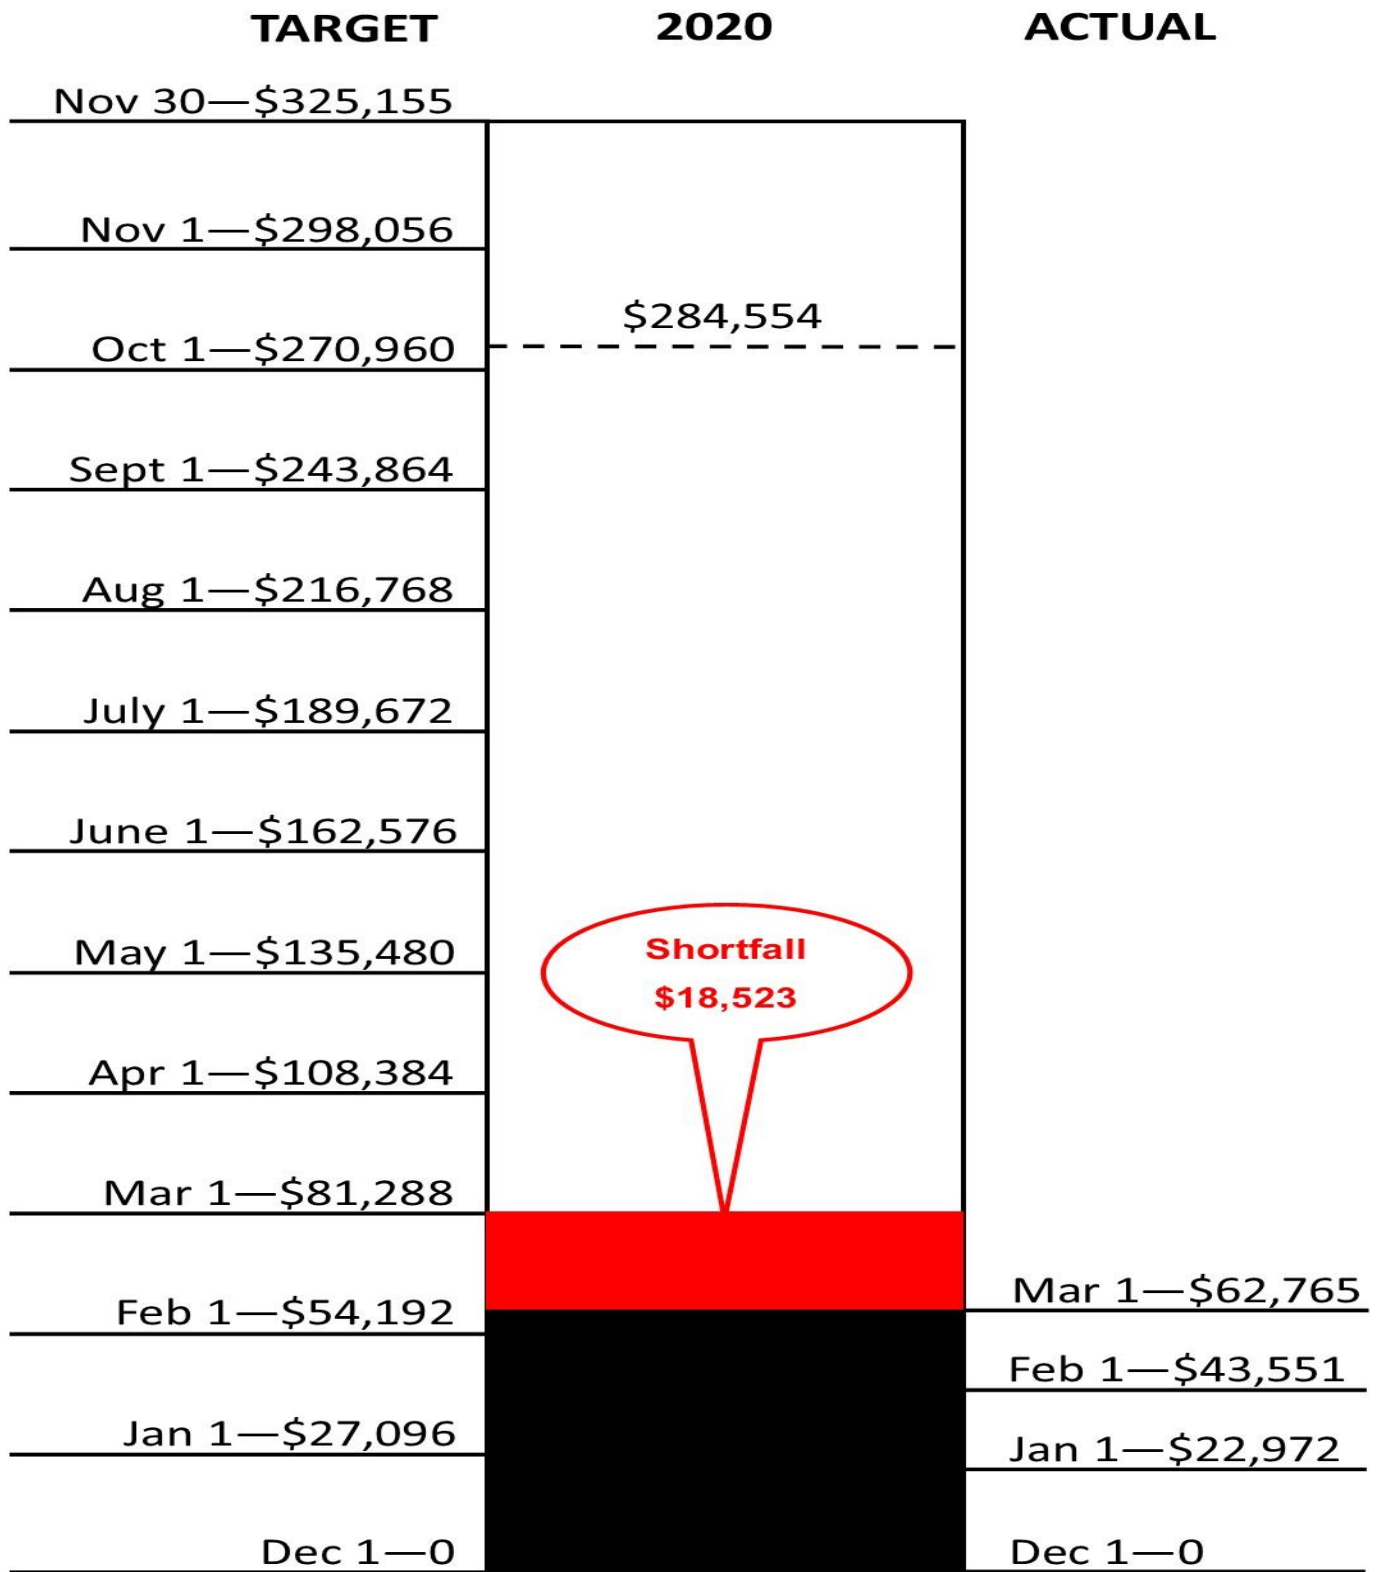 TARGET 2020 ACTUAL
Nov 30—$325,155
Nov 1—$298,056
$284,554
Oct 1—$270,960
Sept 1—$243,864
Aug 1—$216,768
July 1—$189,672
June 1—$162,576
Shortfall
May 1—$135,480
$18,523
Apr 1—$108,384
Mar 1—$81,288
Mar 1—$62,765
Feb 1—$54,192
Feb 1—$43,551
Jan 1—$27,096
Jan 1—$22,972
Dec 1—0
Dec 1—0